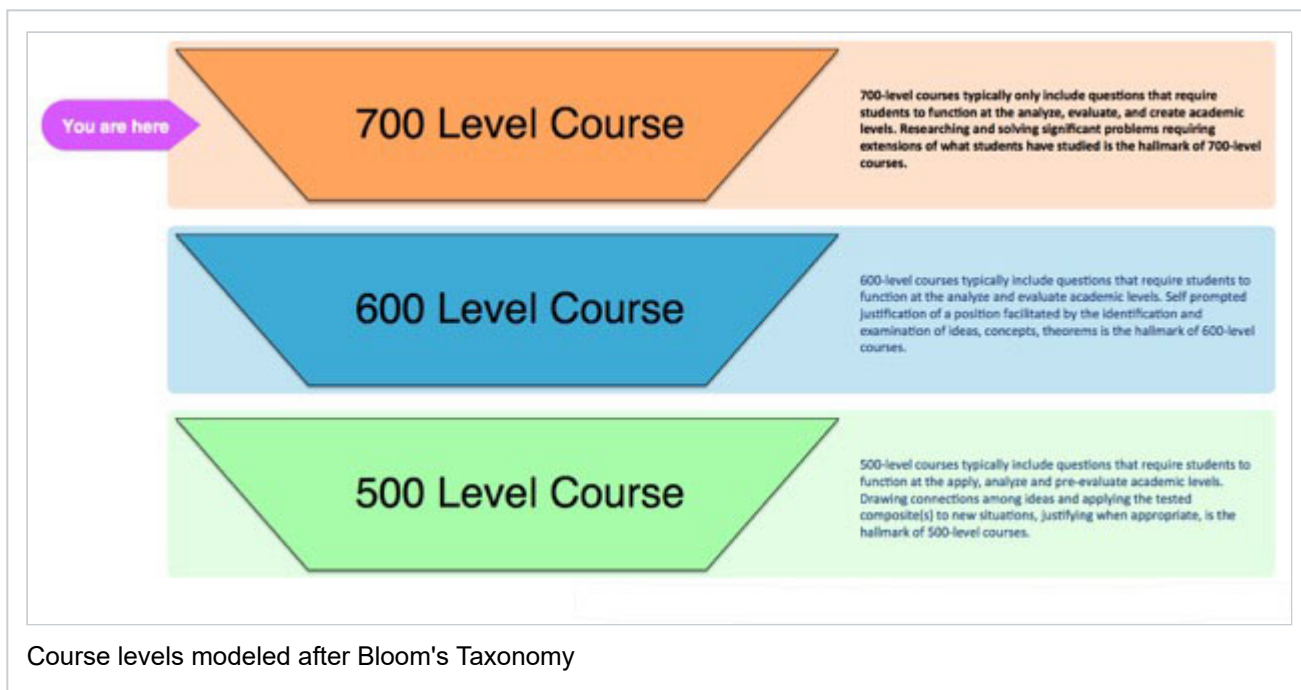 You are here
700 Level Course
700-level courses typically only include questions that require
students to function at the analyze, evaluate, and create academic
levels. Researching and solving significant problems requiring
extensions of what students have studied is the hallmark of 700-level
courses.
600 Level Course
600-level courses typically include questions that require students to
function at the analyze and evaluate academic levels. Self prompted
justification of a position facilitated by the identification and
examination of ideas, concepts, theorems is the hallmark of 600-level
courses.
500 Level Course
500-level courses typically include questions that require students to
function at the apply, analyze and pre-evaluate academic levels.
Drawing connections among ideas and applying the tested
composite(s) to new situations, justifying when appropriate, is the
hallmark of 500-level courses.
Course levels modeled after Bloom's Taxonomy